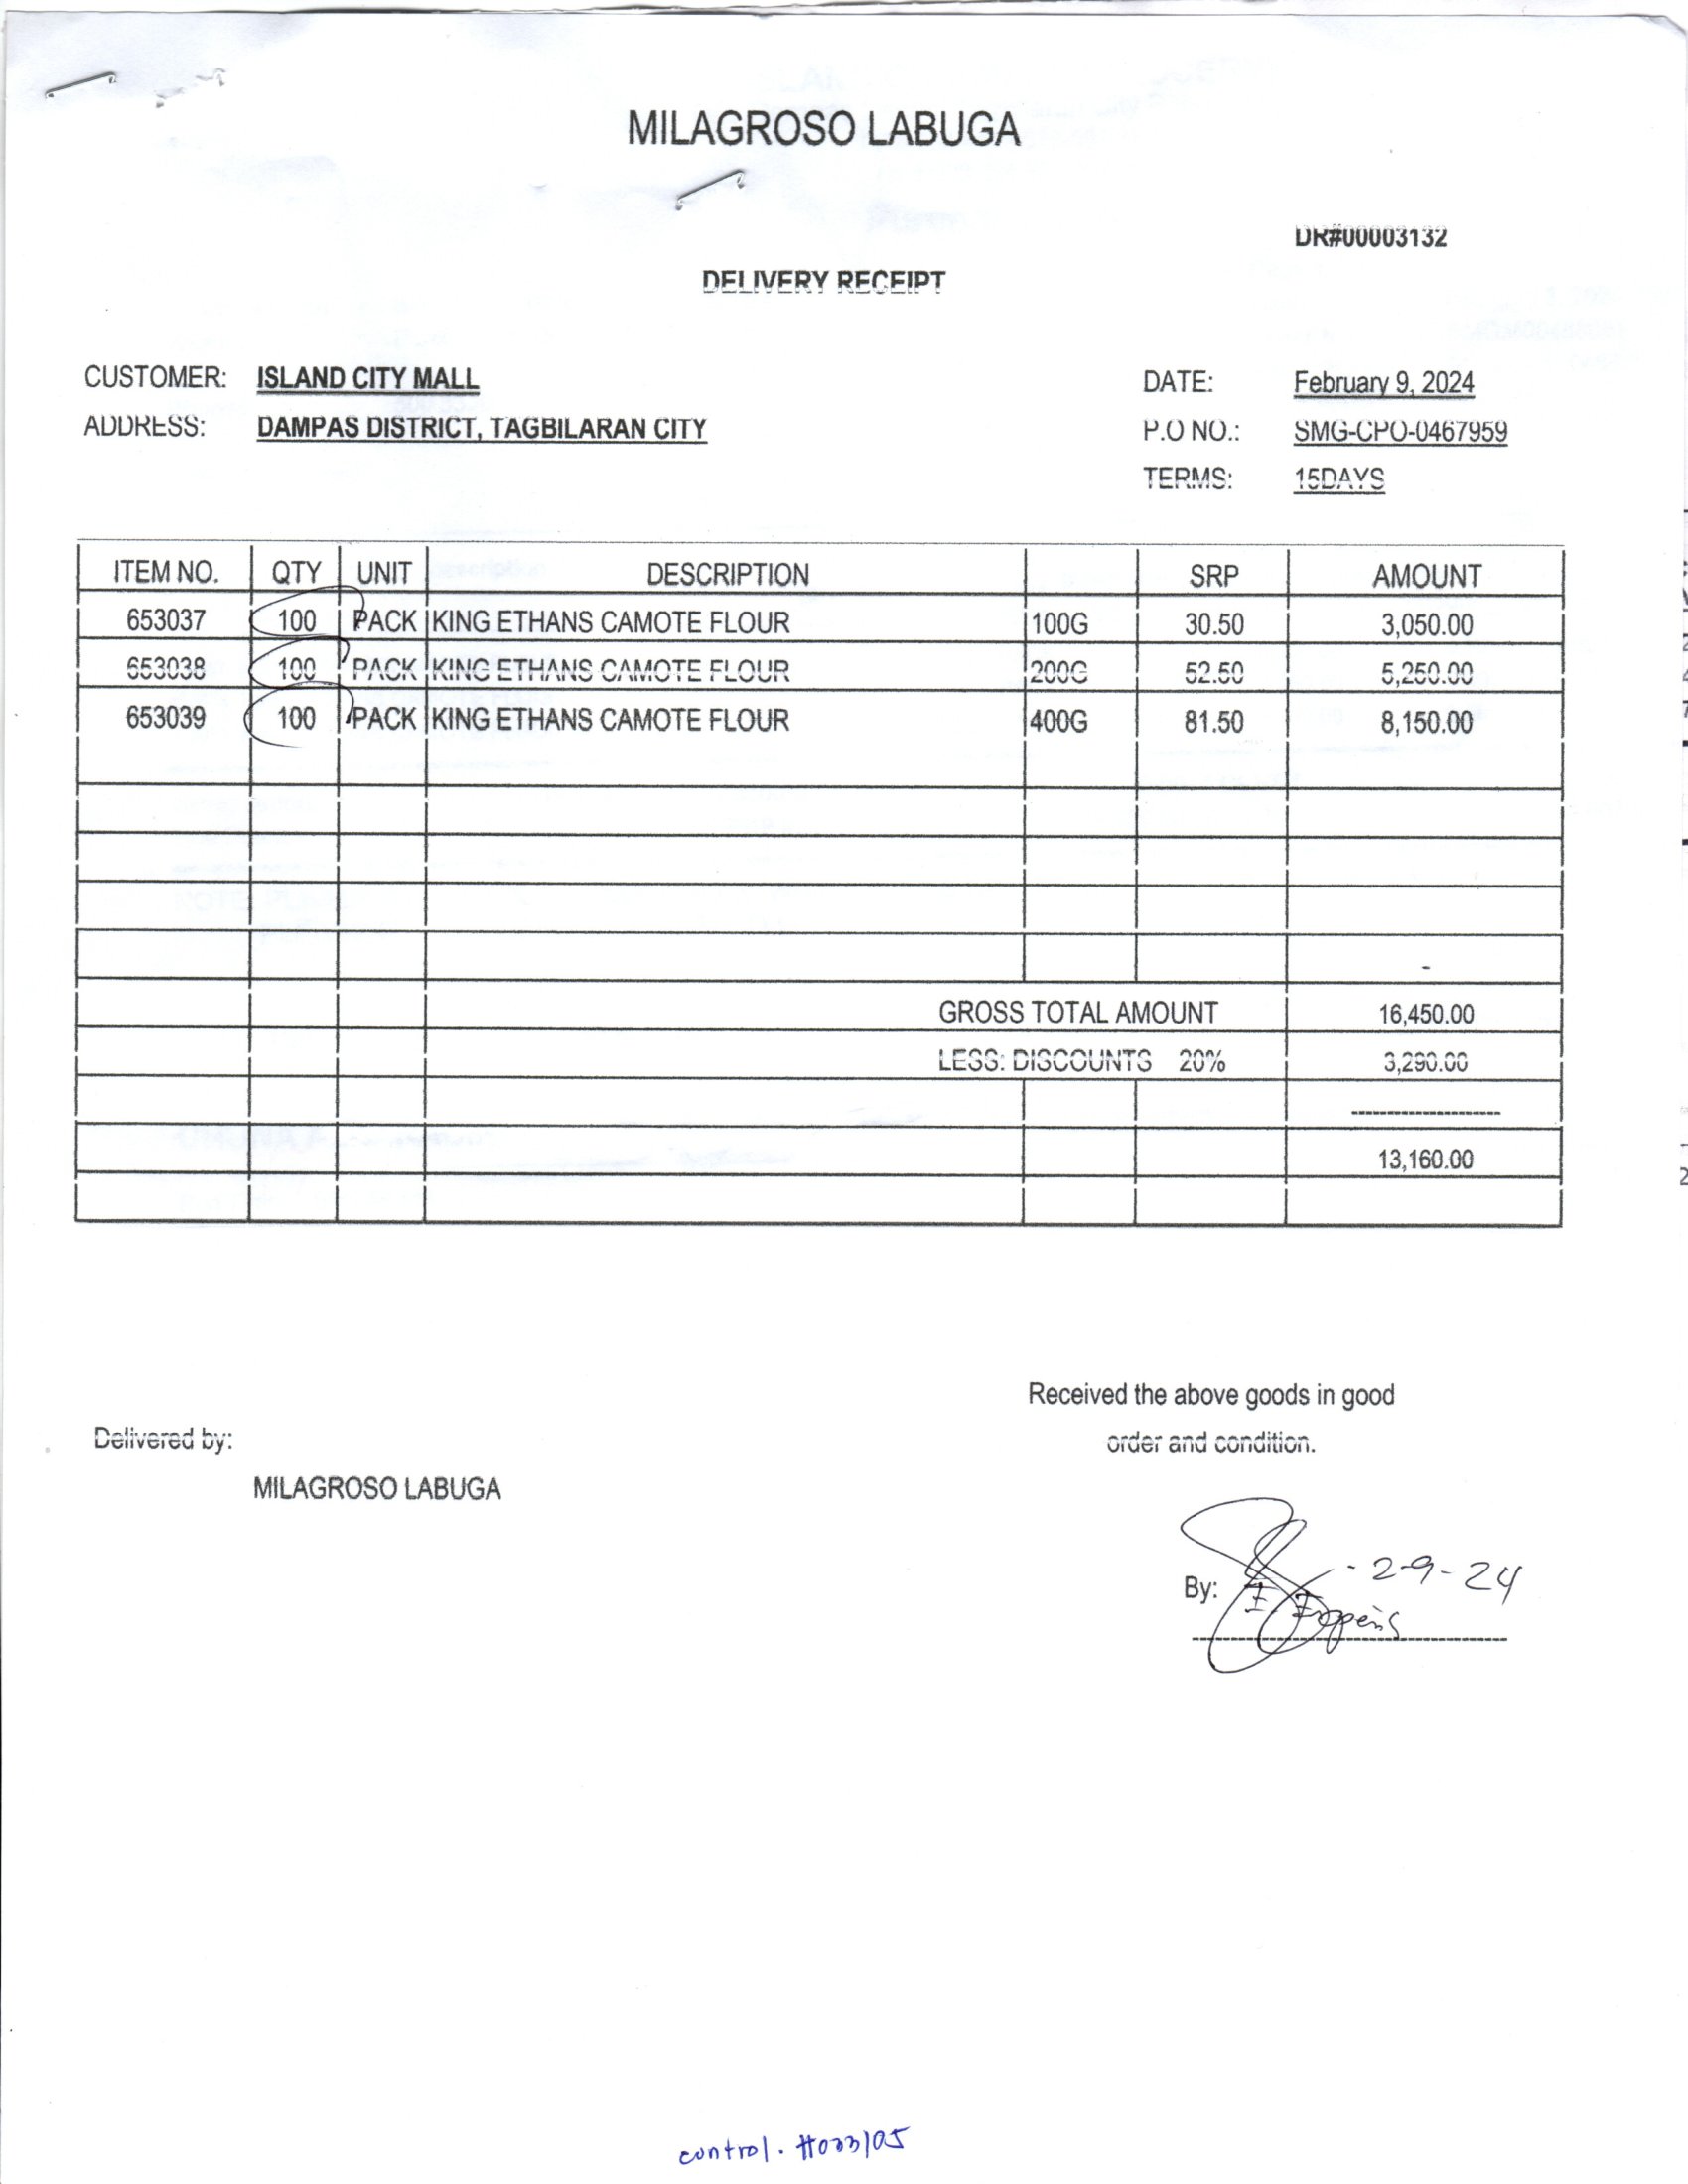 MILAGROSO LABUGA
DR#00003132
DELIVERY RECEIPT
CUSTOMER: ISLAND CITY MALL DATE: February 9, 2024
ADDRESS: DAMPAS DISTRICT, TAGBILARAN CITY P.O NO.: SMG-CPO-0467959
TERMS: 15DAYS
ITEM NO. QTY UNIT DESCRIPTION SRP AMOUNT
653037 100 PACK KING ETHANS CAMOTE FLOUR 100G 30.50 3,050.00
653038 100 PACK KING ETHANS CAMOTE FLOUR 200G 52.50 5,250.00
653039 100 PACK KING ETHANS CAMOTE FLOUR 400G 81.50 8,150.00
-
GROSS TOTAL AMOUNT 16,450.00
LESS: DISCOUNTS 20% 3,290.00
13,160.00
Received the above goods in good
order and condition.
Delivered by:
MILAGROSO LABUGA
By: - 2-9-24
control. #